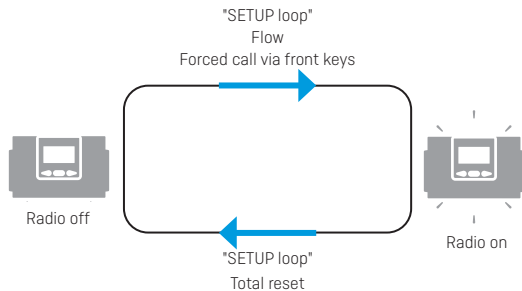 "SETUP loop"
Flow
Forced call via front keys
Radio off
Radio on
"SETUP loop"
Total reset